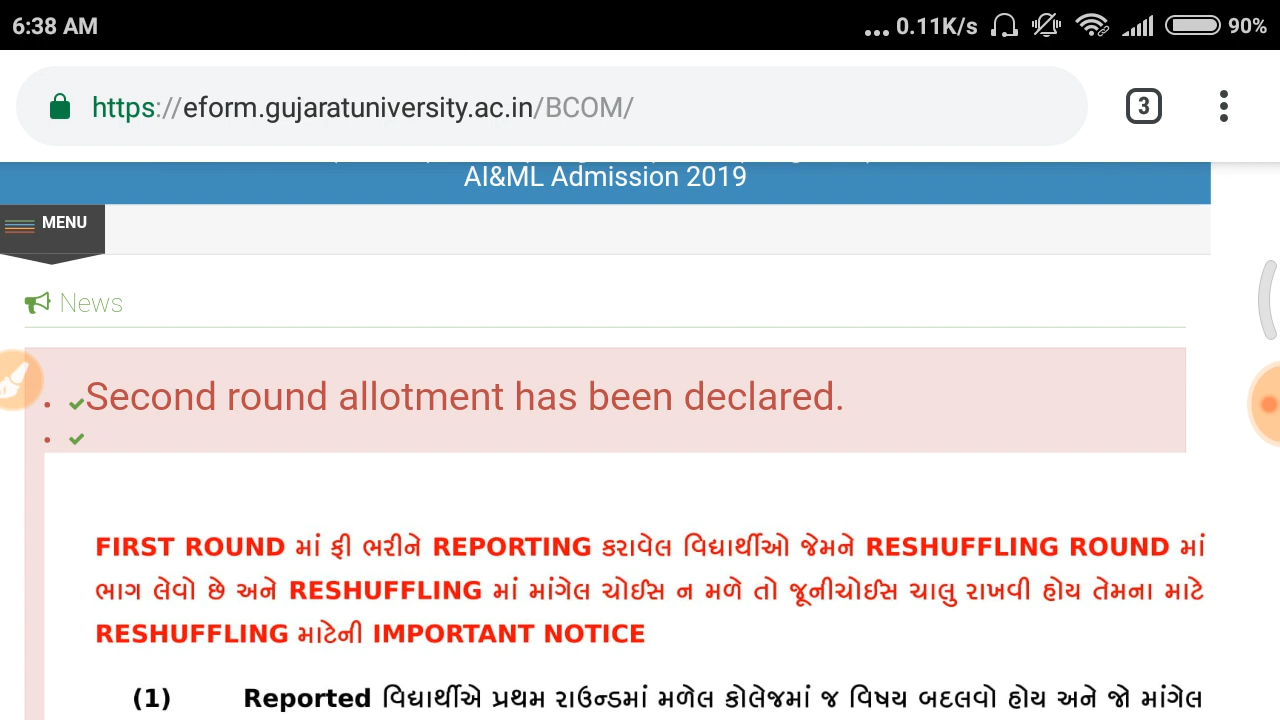 6:38 AM
... 0.11K/s 90%
https://eform.gujaratuniversity.ac.in/BCOM/
3
AI&ML Admission 2019
MENU
News
Second round allotment has been declared.
FIRST ROUND માં ફી ભરીને REPORTING કરાવેલ વિદ્યાર્થીઓ જેમને RESHUFFLING ROUND માં
ભાગ લેવો છે અને RESHUFFLING માં માંગેલ ચોઈસ ન મળે તો જૂનીચોઈસ ચાલુ રાખવી હોય તેમના માટે
RESHUFFLING માટેની IMPORTANT NOTICE
(1) Reported વિદ્યાર્થીએ પ્રથમ રાઉન્ડમાં મળેલ કોલેજમાં જ વિષય બદલવો હોય અને જો માંગેલ